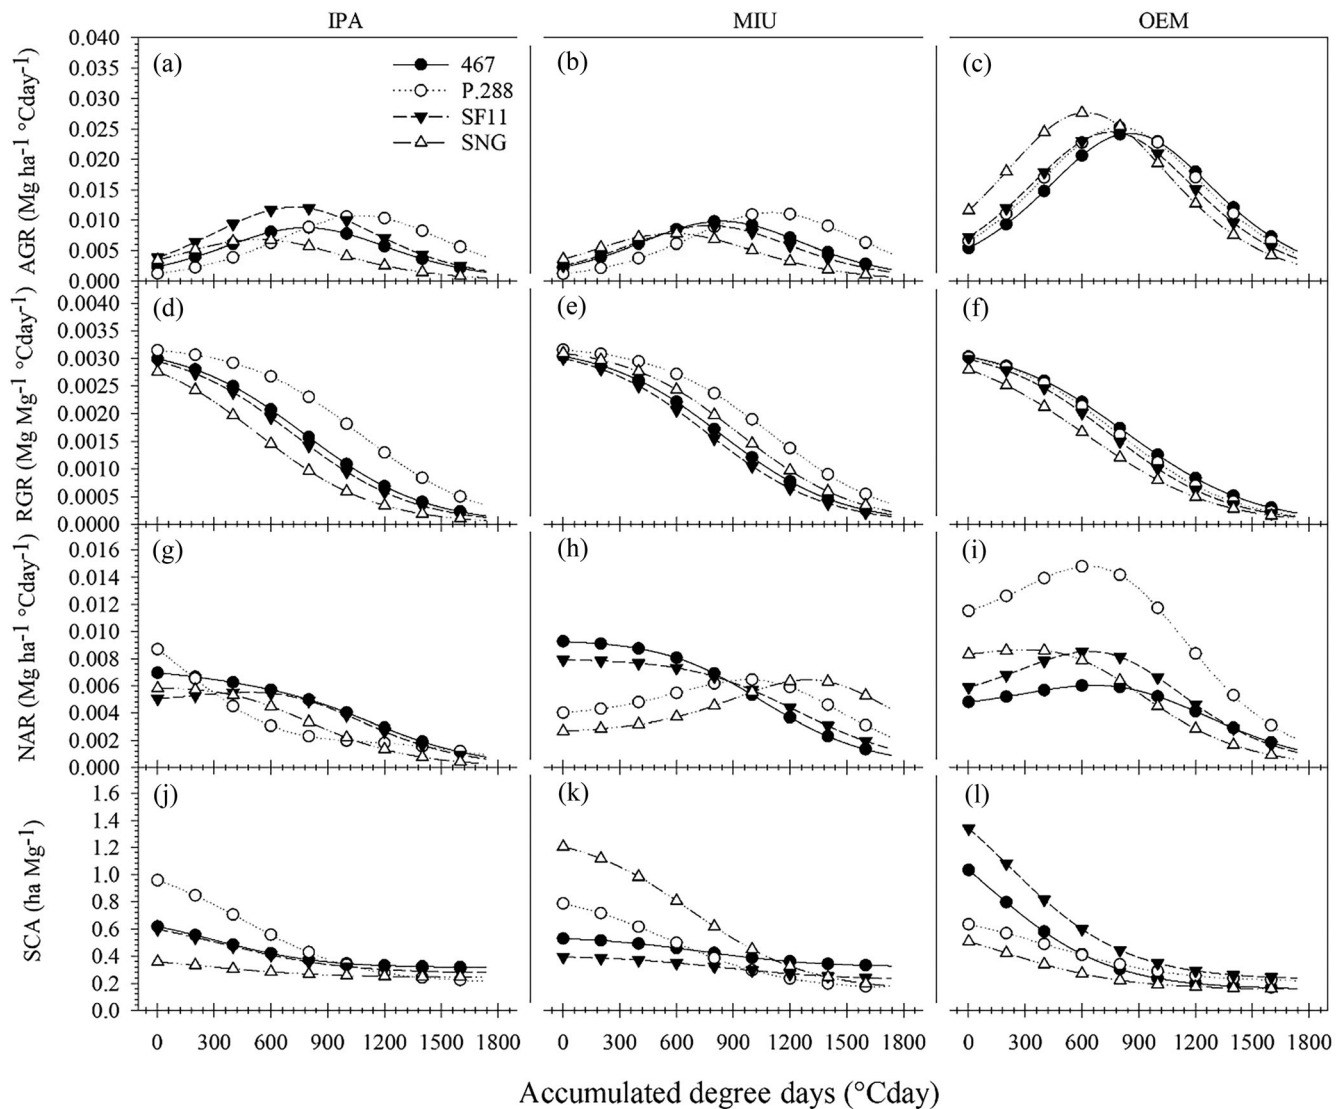 IPA MIU OEM
AGR (Mg ha-1 °Cday-1)
0.040
0.035
0.030
0.025
0.020
0.015
0.010
0.005
0.000
(a) (b) (c)
467
P.288
SF11
SNG
RGR (Mg Mg-1 °Cday-1)
0.0040
0.0035
0.0030
0.0025
0.0020
0.0015
0.0010
0.0005
0.0000
(d) (e) (f)
NAR (Mg ha-1 °Cday-1)
0.016
0.014
0.012
0.010
0.008
0.006
0.004
0.002
0.000
(g) (h) (i)
SCA (ha Mg-1)
1.6
1.4
1.2
1.0
0.8
0.6
0.4
0.2
0.0
(j) (k) (l)
0 300 600 900 1200 1500 1800 0 300 600 900 1200 1500 1800 0 300 600 900 1200 1500 1800
Accumulated degree days (°Cday)